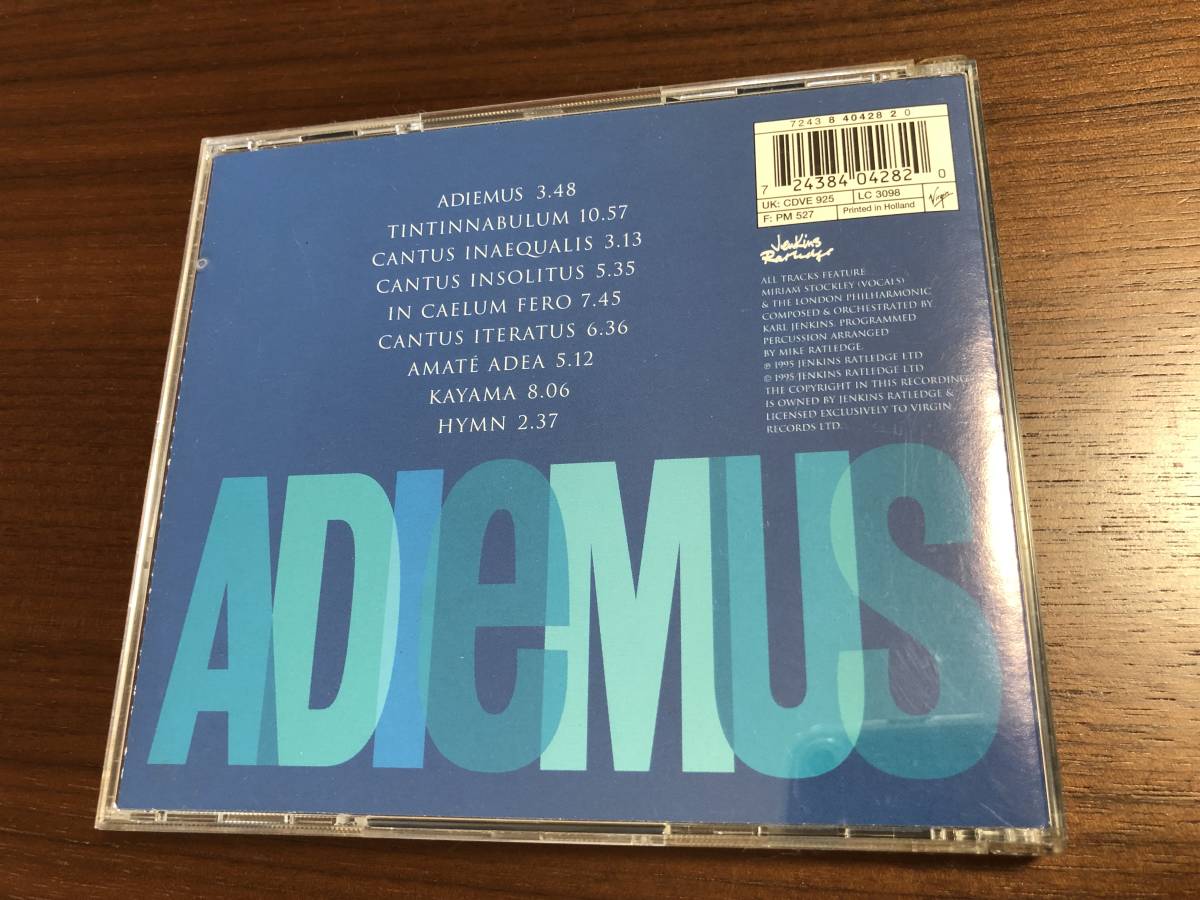 ADIEMUS 3.48
TINTINNABULUM 10.57
CANTUS INAEQUALIS 3.13
CANTUS INSOLITUS 5.35
IN CAELUM FERO 7.45
CANTUS ITERATUS 6.36
AMATÉ ADEA 5.12
KAYAMA 8.06
HYMN 2.37
7243 8 40428 2 0
7 24384 04282 0
UK: CDVE 925
LC 3098
Virgin
F: PM 527
Printed in Holland
Jenkins
Ratledge
ALL TRACKS FEATURE
MIRIAM STOCKLEY (VOCALS)
& THE LONDON PHILHARMONIC
COMPOSED & ORCHESTRATED BY
KARL JENKINS. PROGRAMMED
PERCUSSION ARRANGED
BY MIKE RATLEDGE.
℗ 1995 JENKINS RATLEDGE LTD
© 1995 JENKINS RATLEDGE LTD
THE COPYRIGHT IN THIS RECORDING
IS OWNED BY JENKINS RATLEDGE &
LICENSED EXCLUSIVELY TO VIRGIN
RECORDS LTD.
ADIeMUS